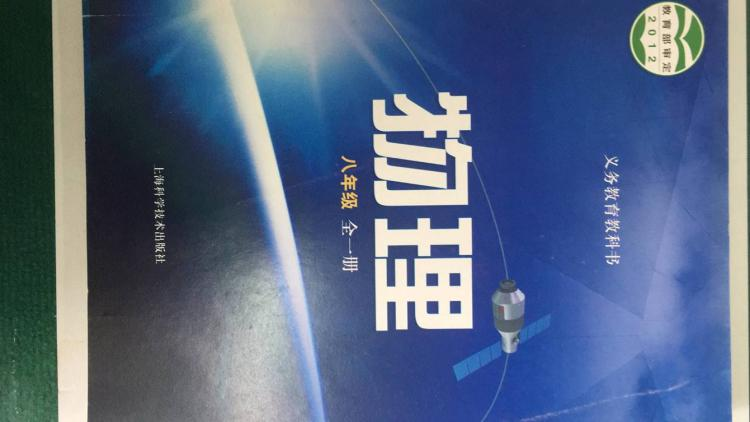 教育部审定
2012
义务教育教科书
物理
八年级 全一册
上海科学技术出版社